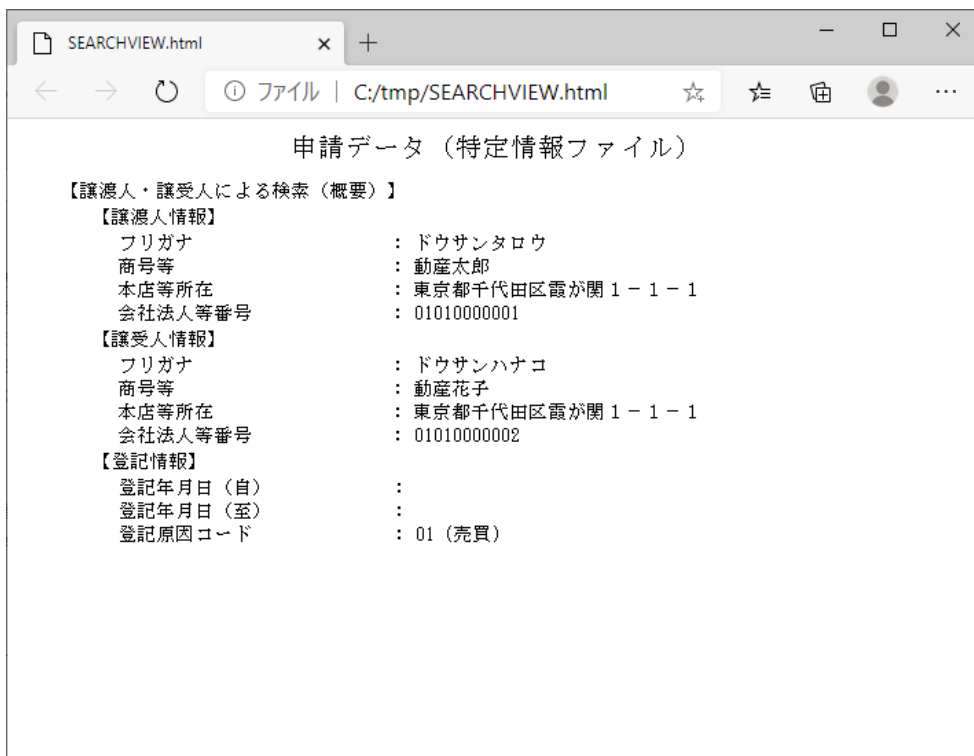 SEARCHVIEW.html
ファイル | C:/tmp/SEARCHVIEW.html
申請データ（特定情報ファイル）
【譲渡人・譲受人による検索（概要）】
【譲渡人情報】
フリガナ : ドウサンタロウ
商号等 : 動産太郎
本店等所在 : 東京都千代田区霞が関１－１－１
会社法人等番号 : 01010000001
【譲受人情報】
フリガナ : ドウサンハナコ
商号等 : 動産花子
本店等所在 : 東京都千代田区霞が関１－１－１
会社法人等番号 : 01010000002
【登記情報】
登記年月日（自） :
登記年月日（至） :
登記原因コード : 01（売買）